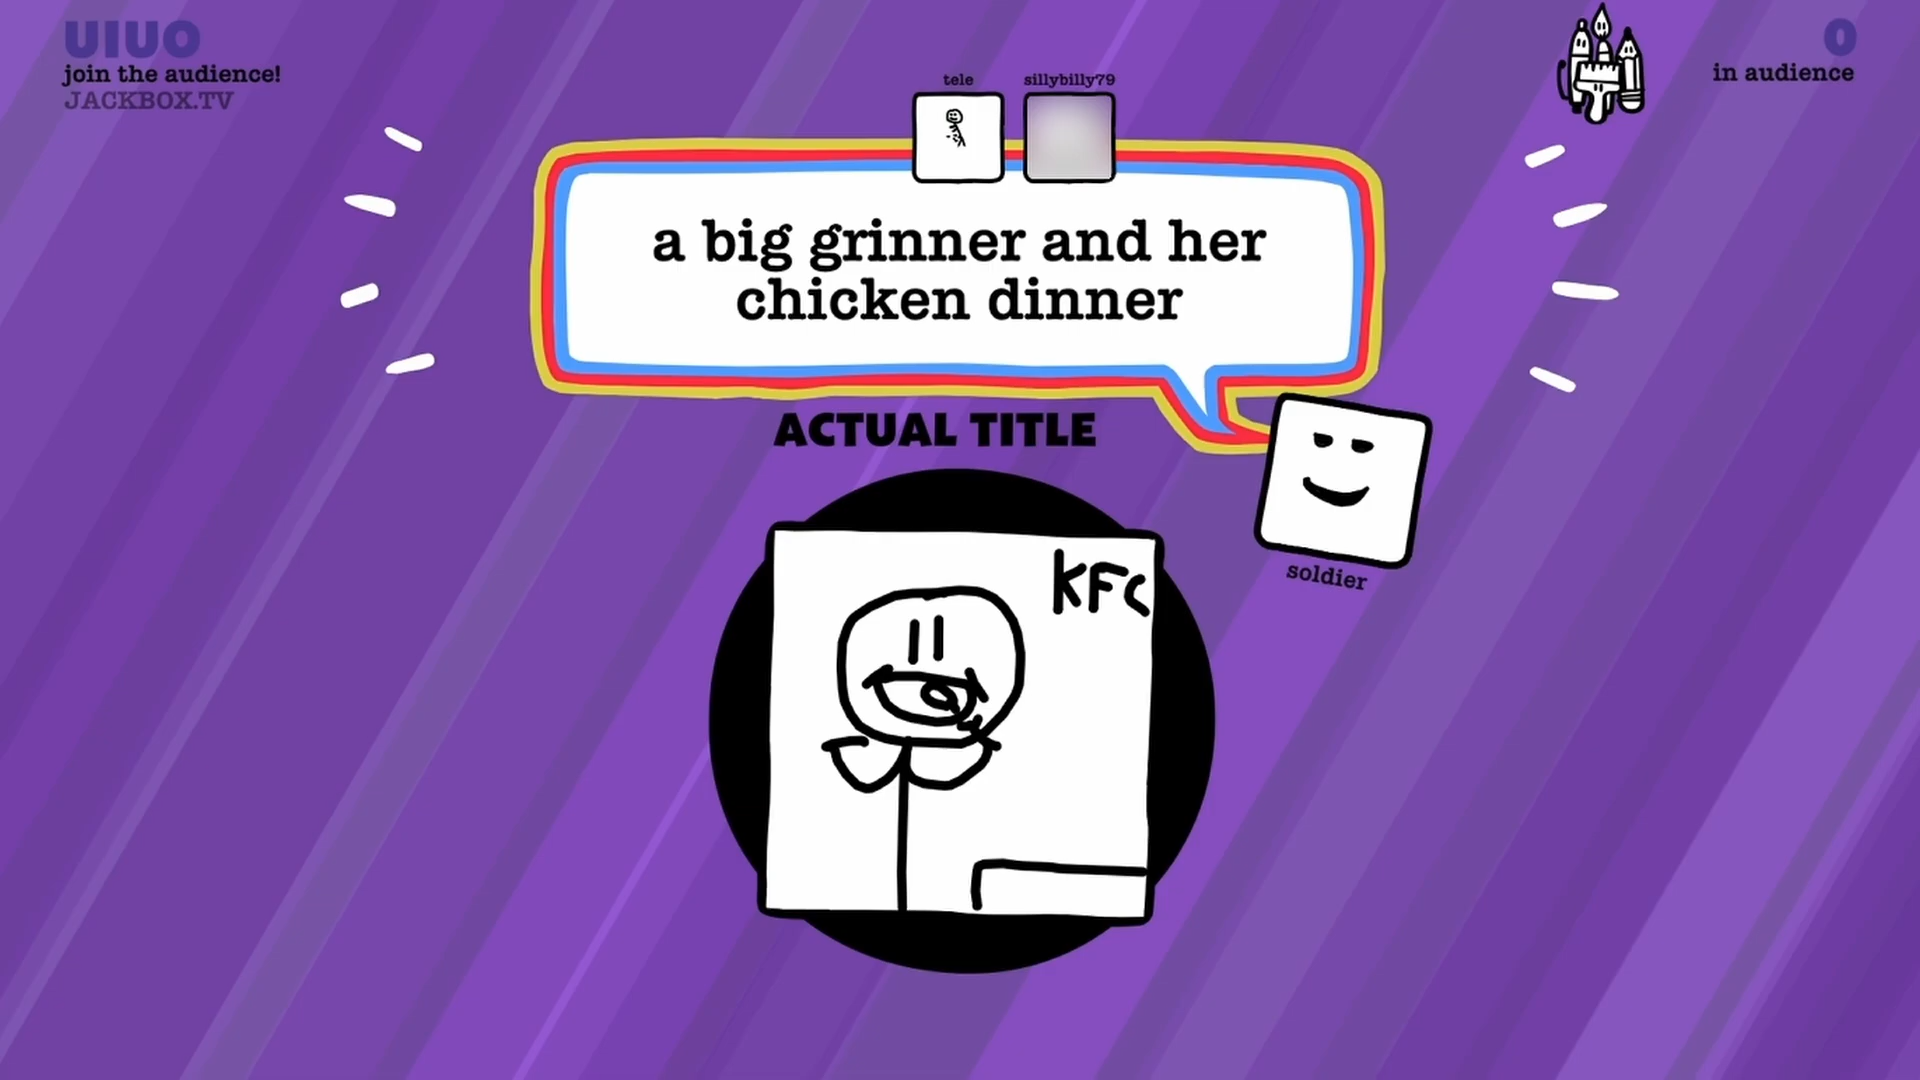 UIUO
join the audience!
JACKBOX.TV
0
in audience
tele
sillybilly79
a big grinner and her
chicken dinner
ACTUAL TITLE
soldier
KFC